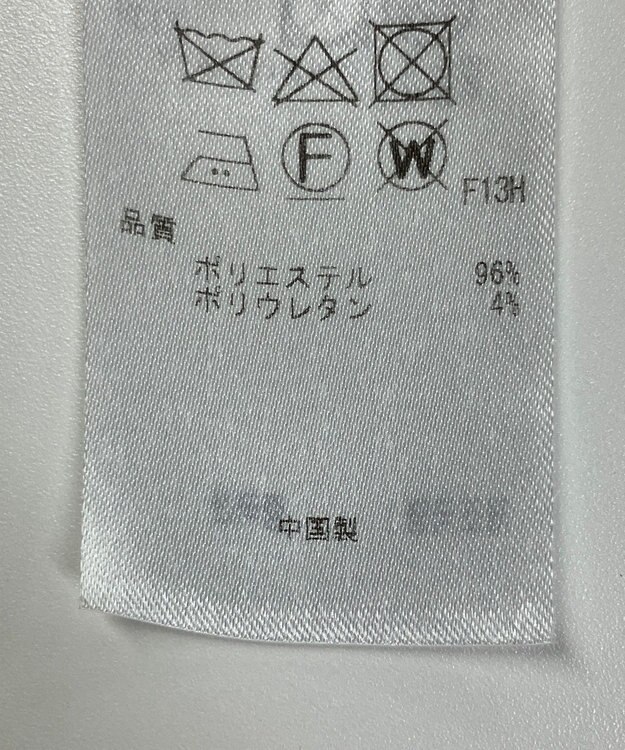 F W F13H
品質
ポリエステル 96%
ポリウレタン 4%
中国製